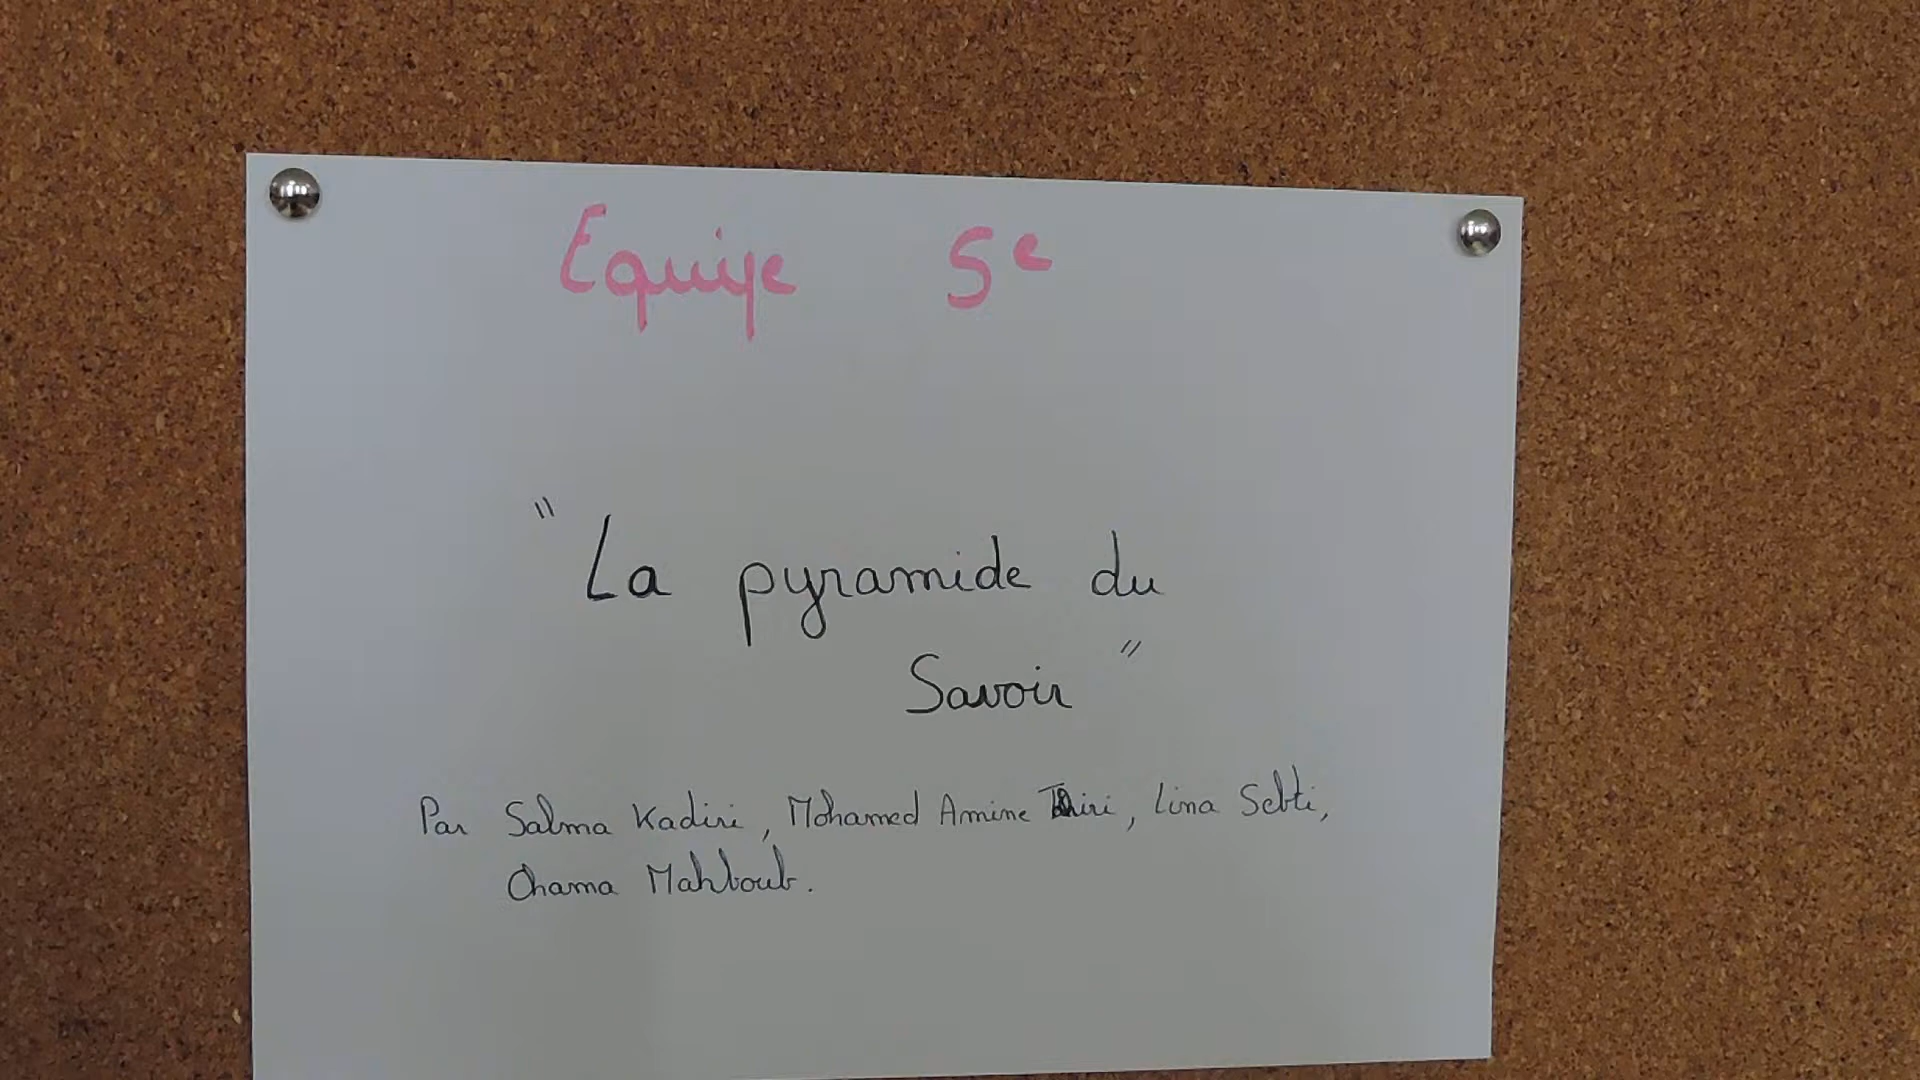 Equipe 5e
"La pyramide du
Savoir"
Par Salma Kadiri, Mohamed Amine , Lina Sebti,
Chama Mahboub.